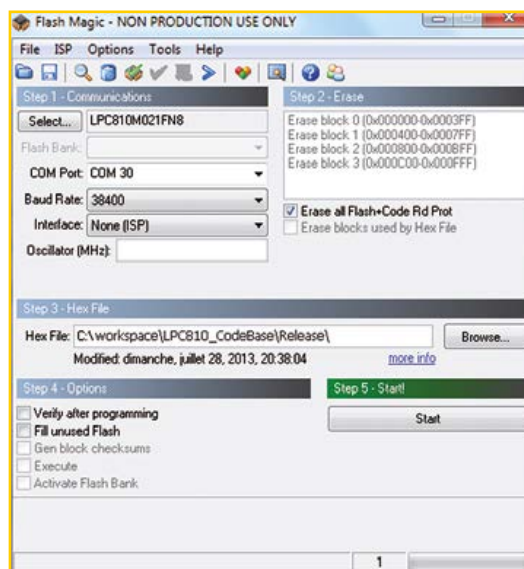 Flash Magic - NON PRODUCTION USE ONLY
File ISP Options Tools Help
Step 1 - Communications
Select... LPC810M021FN8
Flash Bank:
COM Port: COM 30
Baud Rate: 38400
Interface: None (ISP)
Oscillator (MHz):
Step 2 - Erase
Erase block 0 (0x000000-0x0003FF)
Erase block 1 (0x000400-0x0007FF)
Erase block 2 (0x000800-0x000BFF)
Erase block 3 (0x000C00-0x000FFF)
Erase all Flash+Code Rd Prot
Erase blocks used by Hex File
Step 3 - Hex File
Hex File: C:\workspace\LPC810_CodeBase\Release\ Browse...
Modified: dimanche, juillet 28, 2013, 20:38:04 more info
Step 4 - Options
Verify after programming
Fill unused Flash
Gen block checksums
Execute
Activate Flash Bank
Step 5 - Start!
Start
1